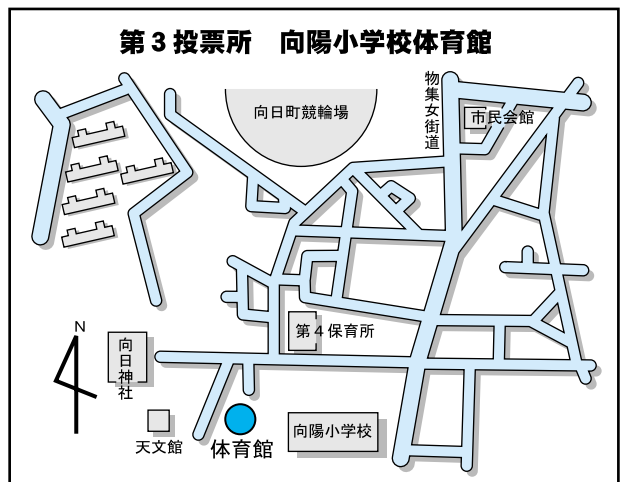 第3投票所　向陽小学校体育館
向日町競輪場
物集女街道
市民会館
第4保育所
N
向日神社
天文館
体育館
向陽小学校